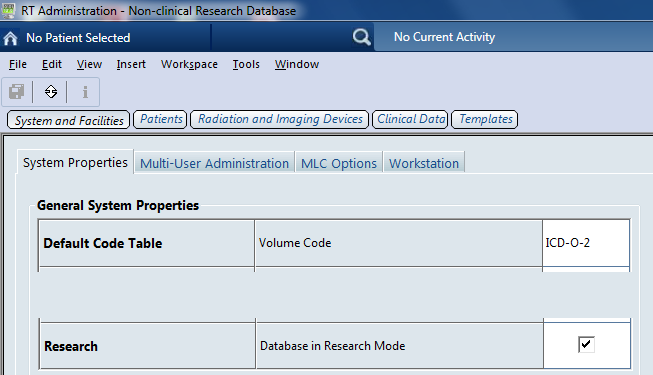 RT Administration - Non-clinical Research Database
No Patient Selected No Current Activity
File Edit View Insert Workspace Tools Window
System and Facilities Patients Radiation and Imaging Devices Clinical Data Templates
System Properties Multi-User Administration MLC Options Workstation
General System Properties
Default Code Table Volume Code ICD-O-2
Research Database in Research Mode